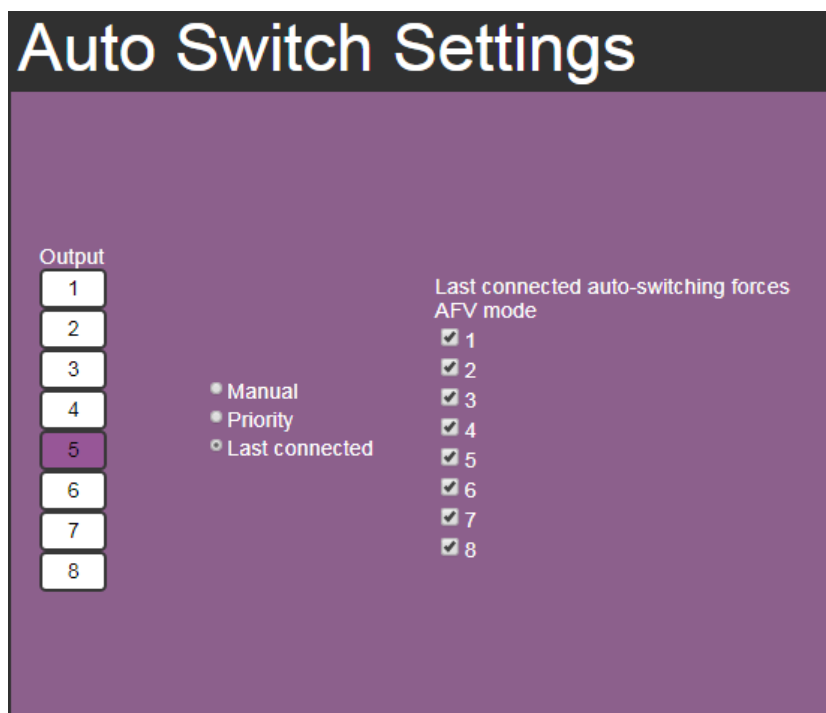 Auto Switch Settings
Output
1
2
3
4
5
6
7
8
Manual
Priority
Last connected
Last connected auto-switching forces
AFV mode
1
2
3
4
5
6
7
8